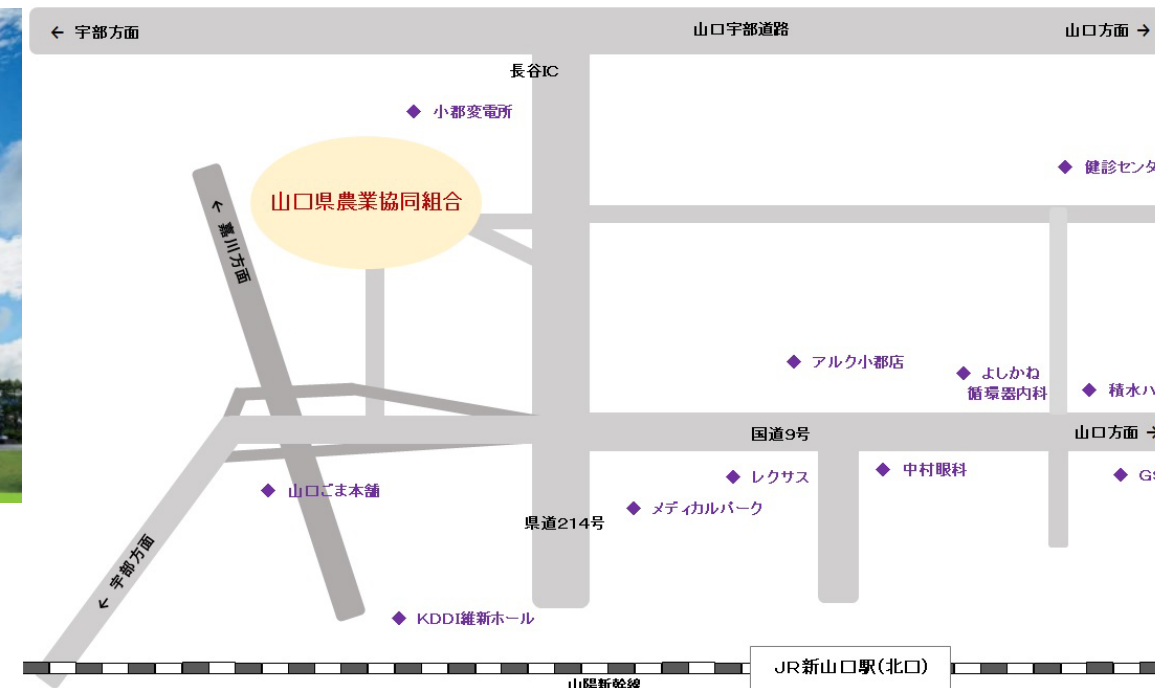 ← 宇部方面
山口宇部道路
山口方面 →
長谷IC
◆ 小郡変電所
◆ 健診センタ
山口県農業協同組合
← 嘉川方面
◆ アルク小郡店
◆ よしかね
循環器内科
◆ 積水ハ
国道9号
山口方面 →
◆ レクサス
◆ 中村眼科
◆ GS
◆ 山口ごま本舗
◆ メディカルパーク
県道214号
← 宇部方面
◆ KDDI維新ホール
JR新山口駅(北口)
山陽新幹線